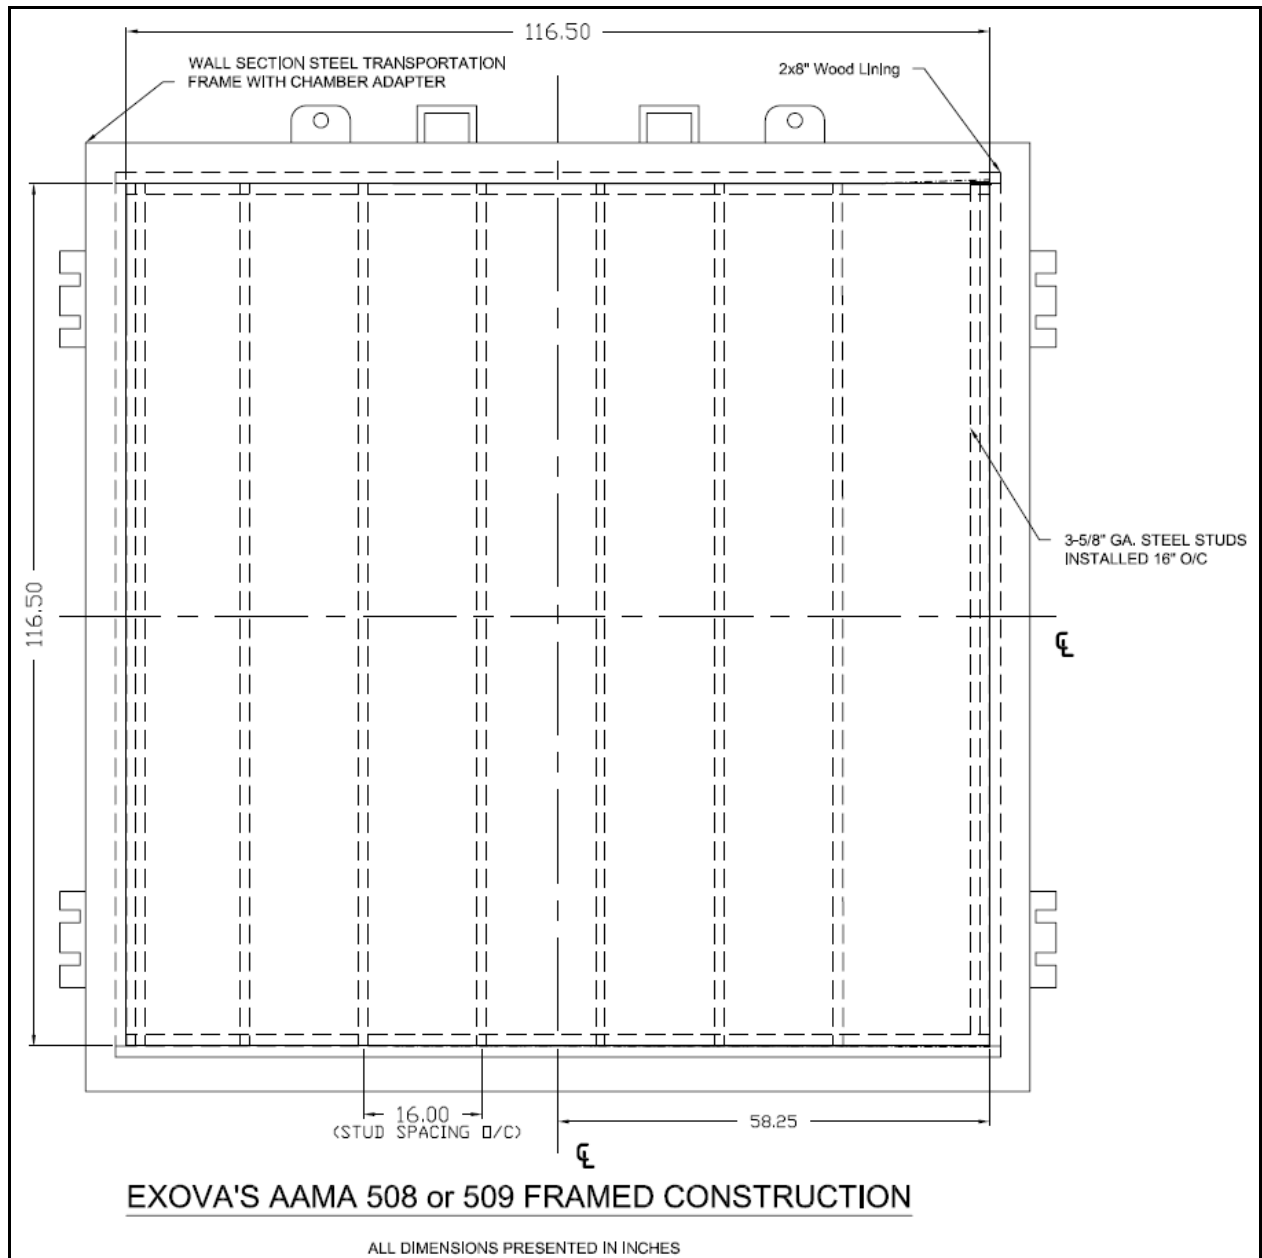 116.50
WALL SECTION STEEL TRANSPORTATION
FRAME WITH CHAMBER ADAPTER
2x8" Wood Lining
116.50
3-5/8" GA. STEEL STUDS
INSTALLED 16" O/C
℄
16.00
(STUD SPACING O/C)
58.25
℄
EXOVA'S AAMA 508 or 509 FRAMED CONSTRUCTION
ALL DIMENSIONS PRESENTED IN INCHES